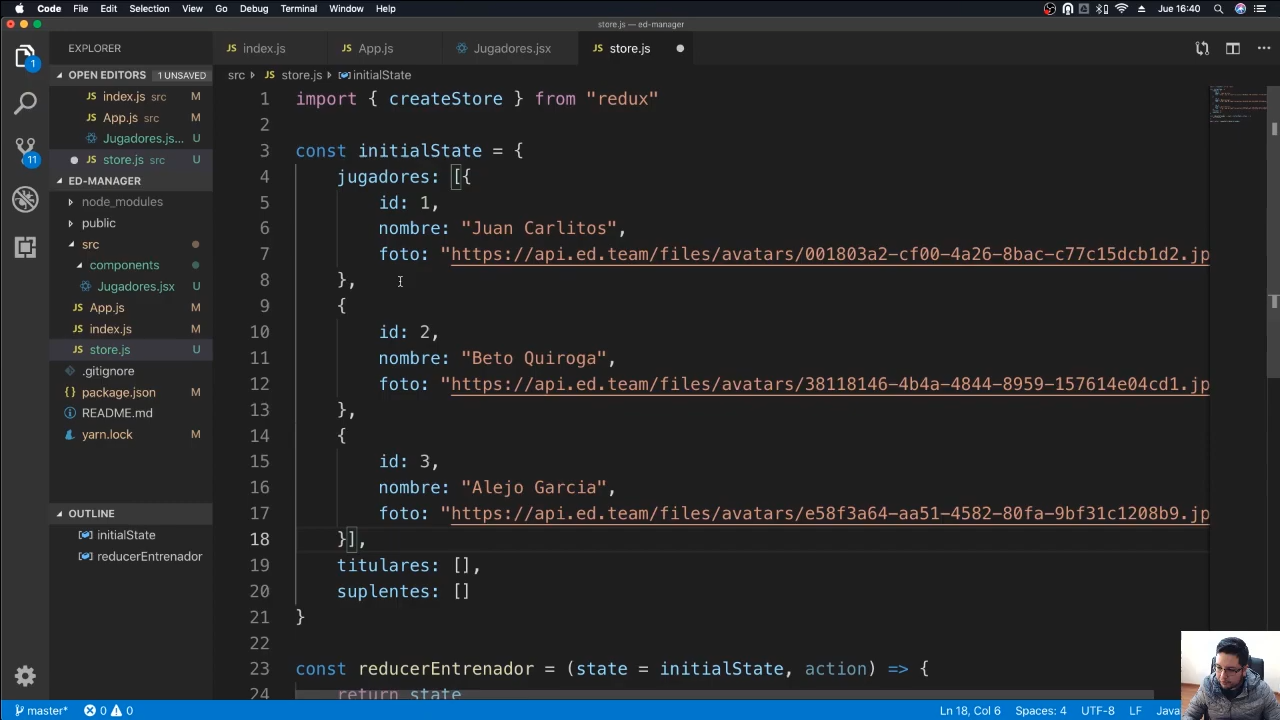 Code File Edit Selection View Go Debug Terminal Window Help Jue 16:40
store.js — ed-manager
EXPLORER
index.js App.js Jugadores.jsx store.js
OPEN EDITORS 1 UNSAVED
src store.js initialState
index.js src M
App.js src M
Jugadores.js... U
store.js src U
ED-MANAGER
node_modules
public
src
components
Jugadores.jsx U
App.js M
index.js M
store.js U
.gitignore
package.json M
README.md U
yarn.lock M
OUTLINE
initialState
reducerEntrenador
1 import { createStore } from "redux"
2
3 const initialState = {
4 jugadores: [{
5 id: 1,
6 nombre: "Juan Carlitos",
7 foto: "https://api.ed.team/files/avatars/001803a2-cf00-4a26-8bac-c77c15dcb1d2.jp
8 },
9 {
10 id: 2,
11 nombre: "Beto Quiroga",
12 foto: "https://api.ed.team/files/avatars/38118146-4b4a-4844-8959-157614e04cd1.jp
13 },
14 {
15 id: 3,
16 nombre: "Alejo Garcia",
17 foto: "https://api.ed.team/files/avatars/e58f3a64-aa51-4582-80fa-9bf31c1208b9.jp
18 }],
19 titulares: [],
20 suplentes: []
21 }
22
23 const reducerEntrenador = (state = initialState, action) => {
24 return state
1
11
master* 0 0 Ln 18, Col 6 Spaces: 4 UTF-8 LF Java